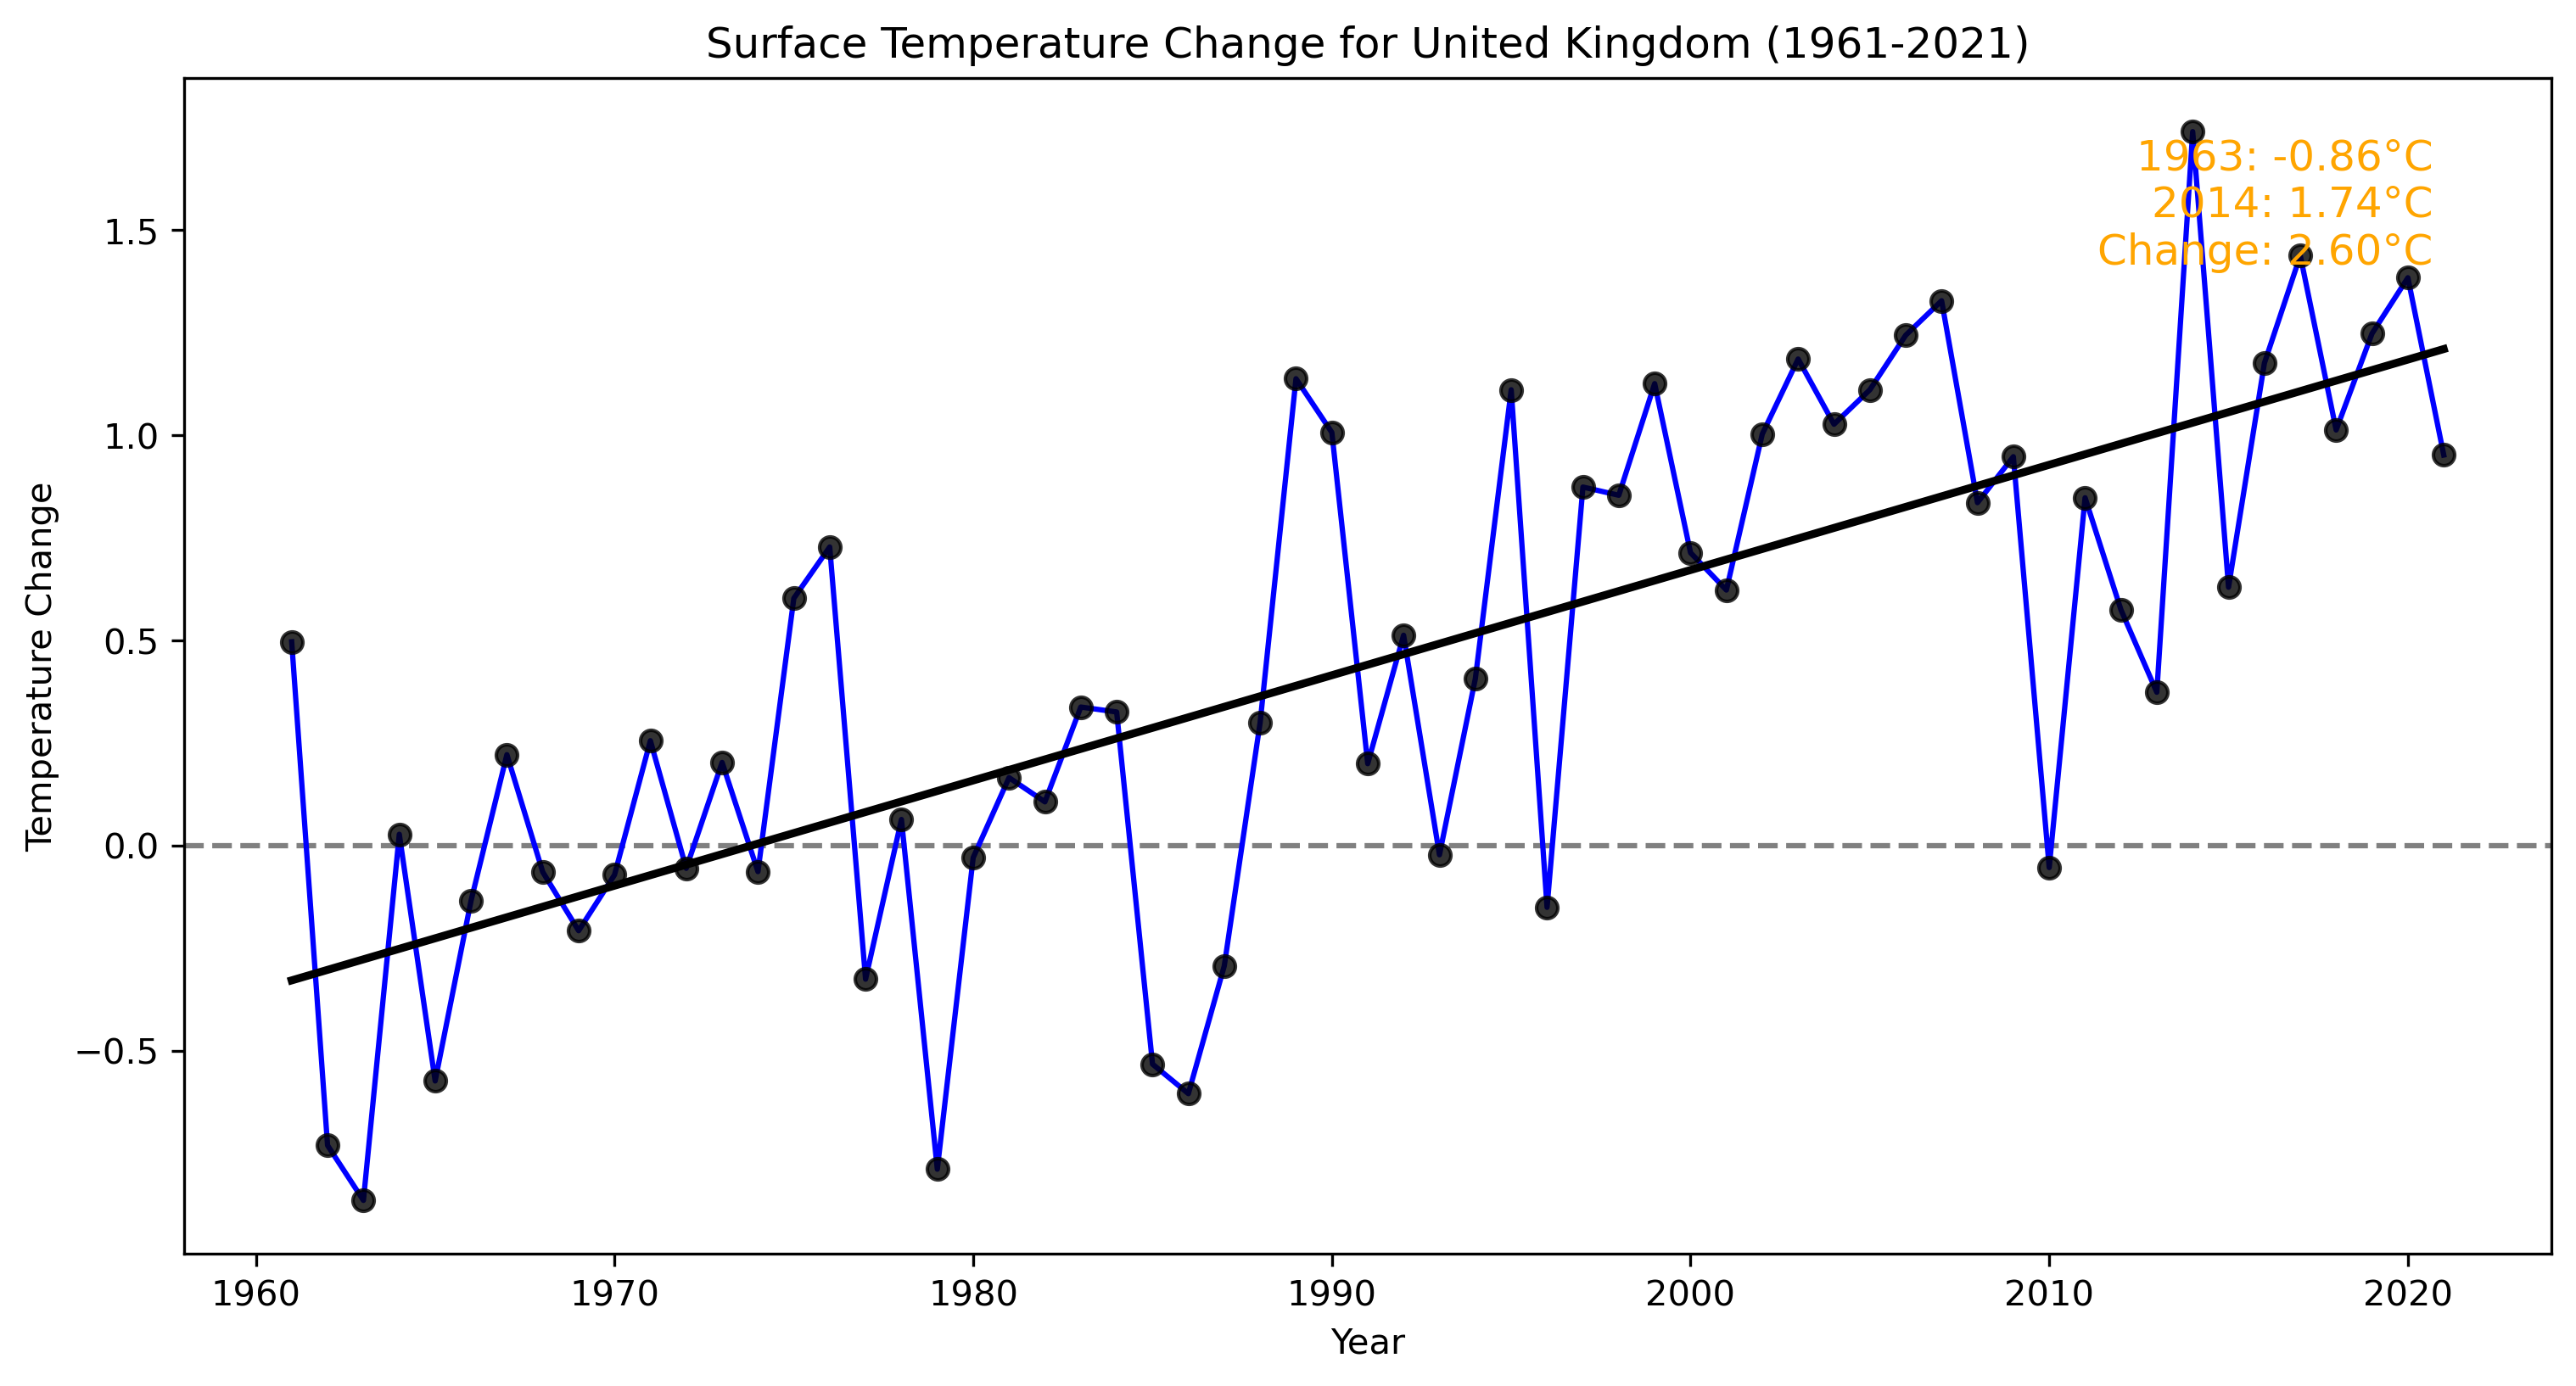 Surface Temperature Change for United Kingdom (1961-2021)
1963: -0.86°C
2014: 1.74°C
Change: 2.60°C
Temperature Change
1.5
1.0
0.5
0.0
−0.5
1960 1970 1980 1990 2000 2010 2020
Year